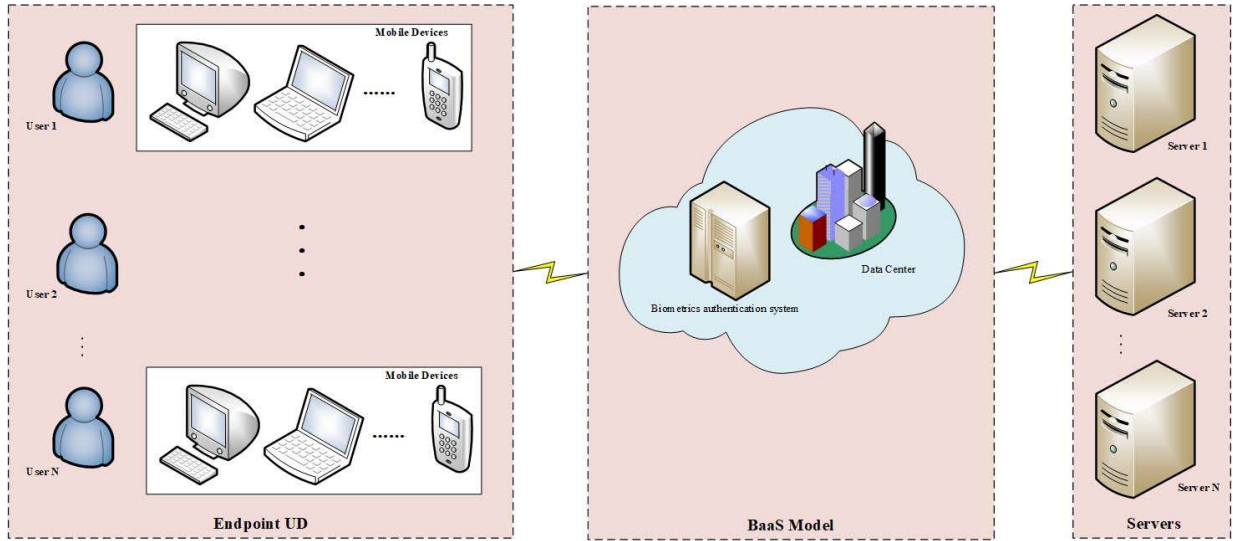 Mobile Devices
User 1
User 2
Mobile Devices
User N
Endpoint UD
Biometrics authentication system
Data Center
BaaS Model
Server 1
Server 2
Server N
Servers